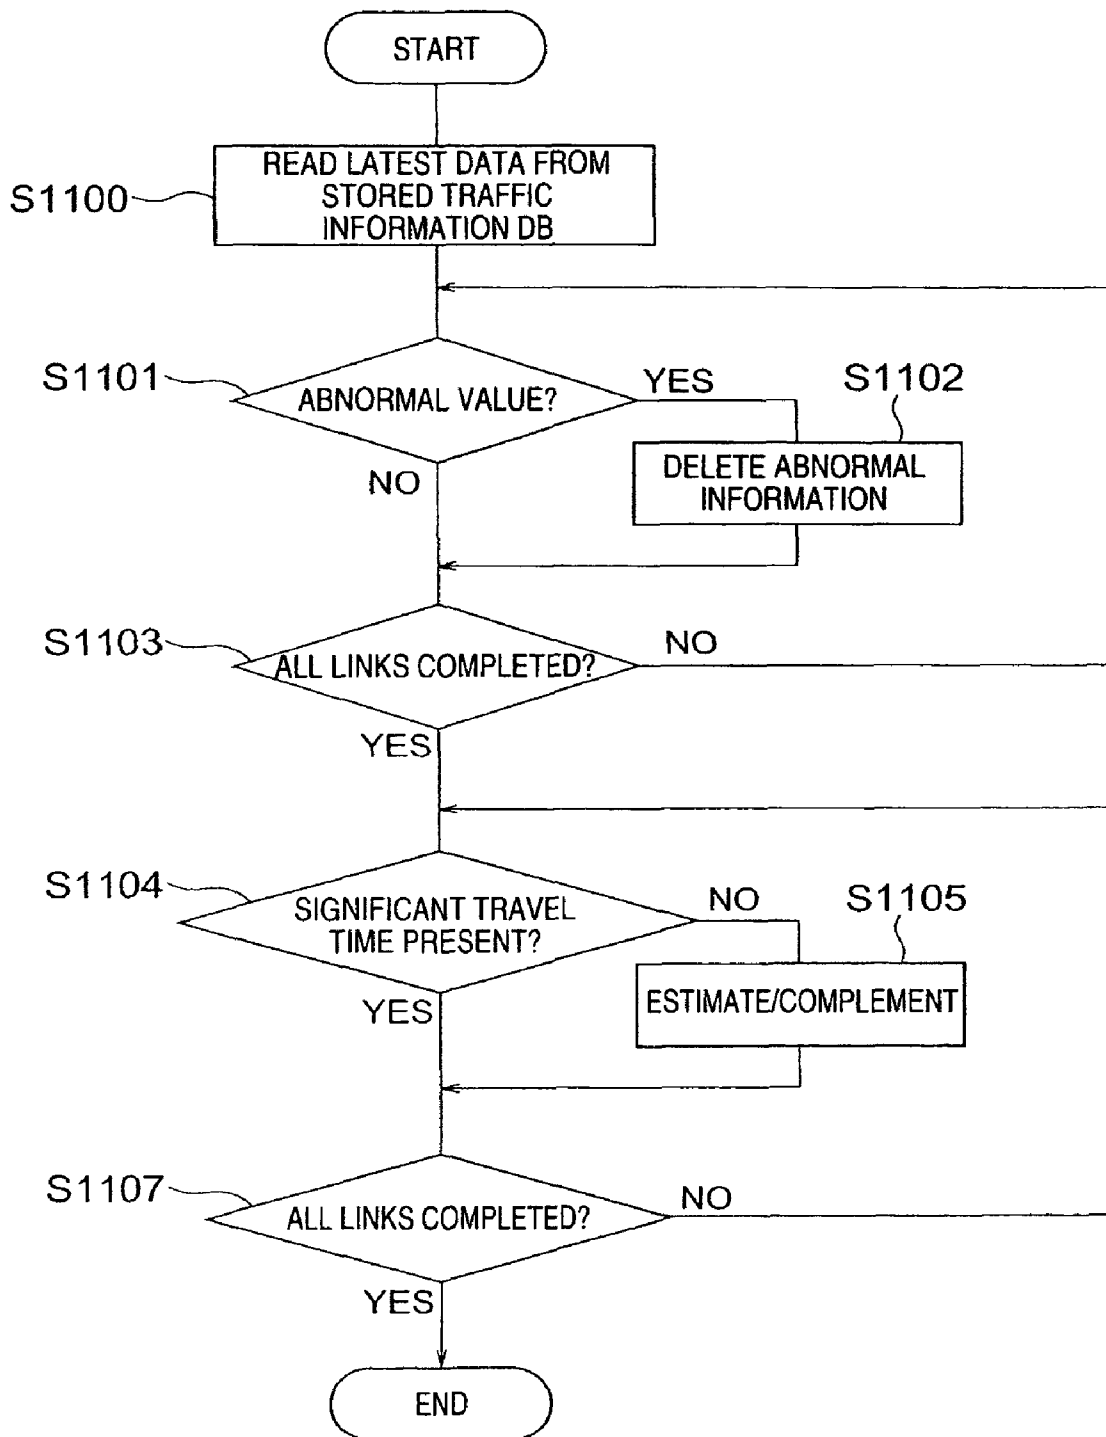 START
S1100
READ LATEST DATA FROM
STORED TRAFFIC
INFORMATION DB
S1101
ABNORMAL VALUE?
YES
S1102
NO
DELETE ABNORMAL
INFORMATION
S1103
ALL LINKS COMPLETED?
NO
YES
S1104
SIGNIFICANT TRAVEL
TIME PRESENT?
NO
S1105
YES
ESTIMATE/COMPLEMENT
S1107
ALL LINKS COMPLETED?
NO
YES
END